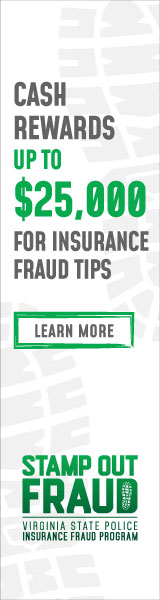 CASH
REWARDS
UP TO
$25,000
FOR INSURANCE
FRAUD TIPS
LEARN MORE
STAMP OUT
FRAUD
VIRGINIA STATE POLICE
INSURANCE FRAUD PROGRAM